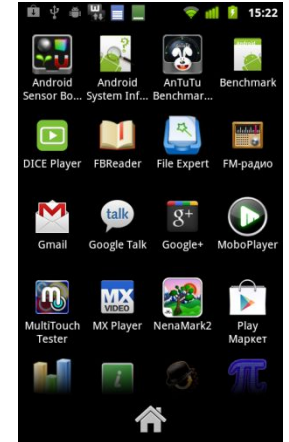 15:22
Android Android AnTuTu Benchmark
Sensor Bo... System Inf... Benchmar...
DICE Player FBReader File Expert FM-радио
talk g+
Gmail Google Talk Google+ MoboPlayer
MX
VIDEO
MultiTouch MX Player NenaMark2 Play
Tester Маркет
i π